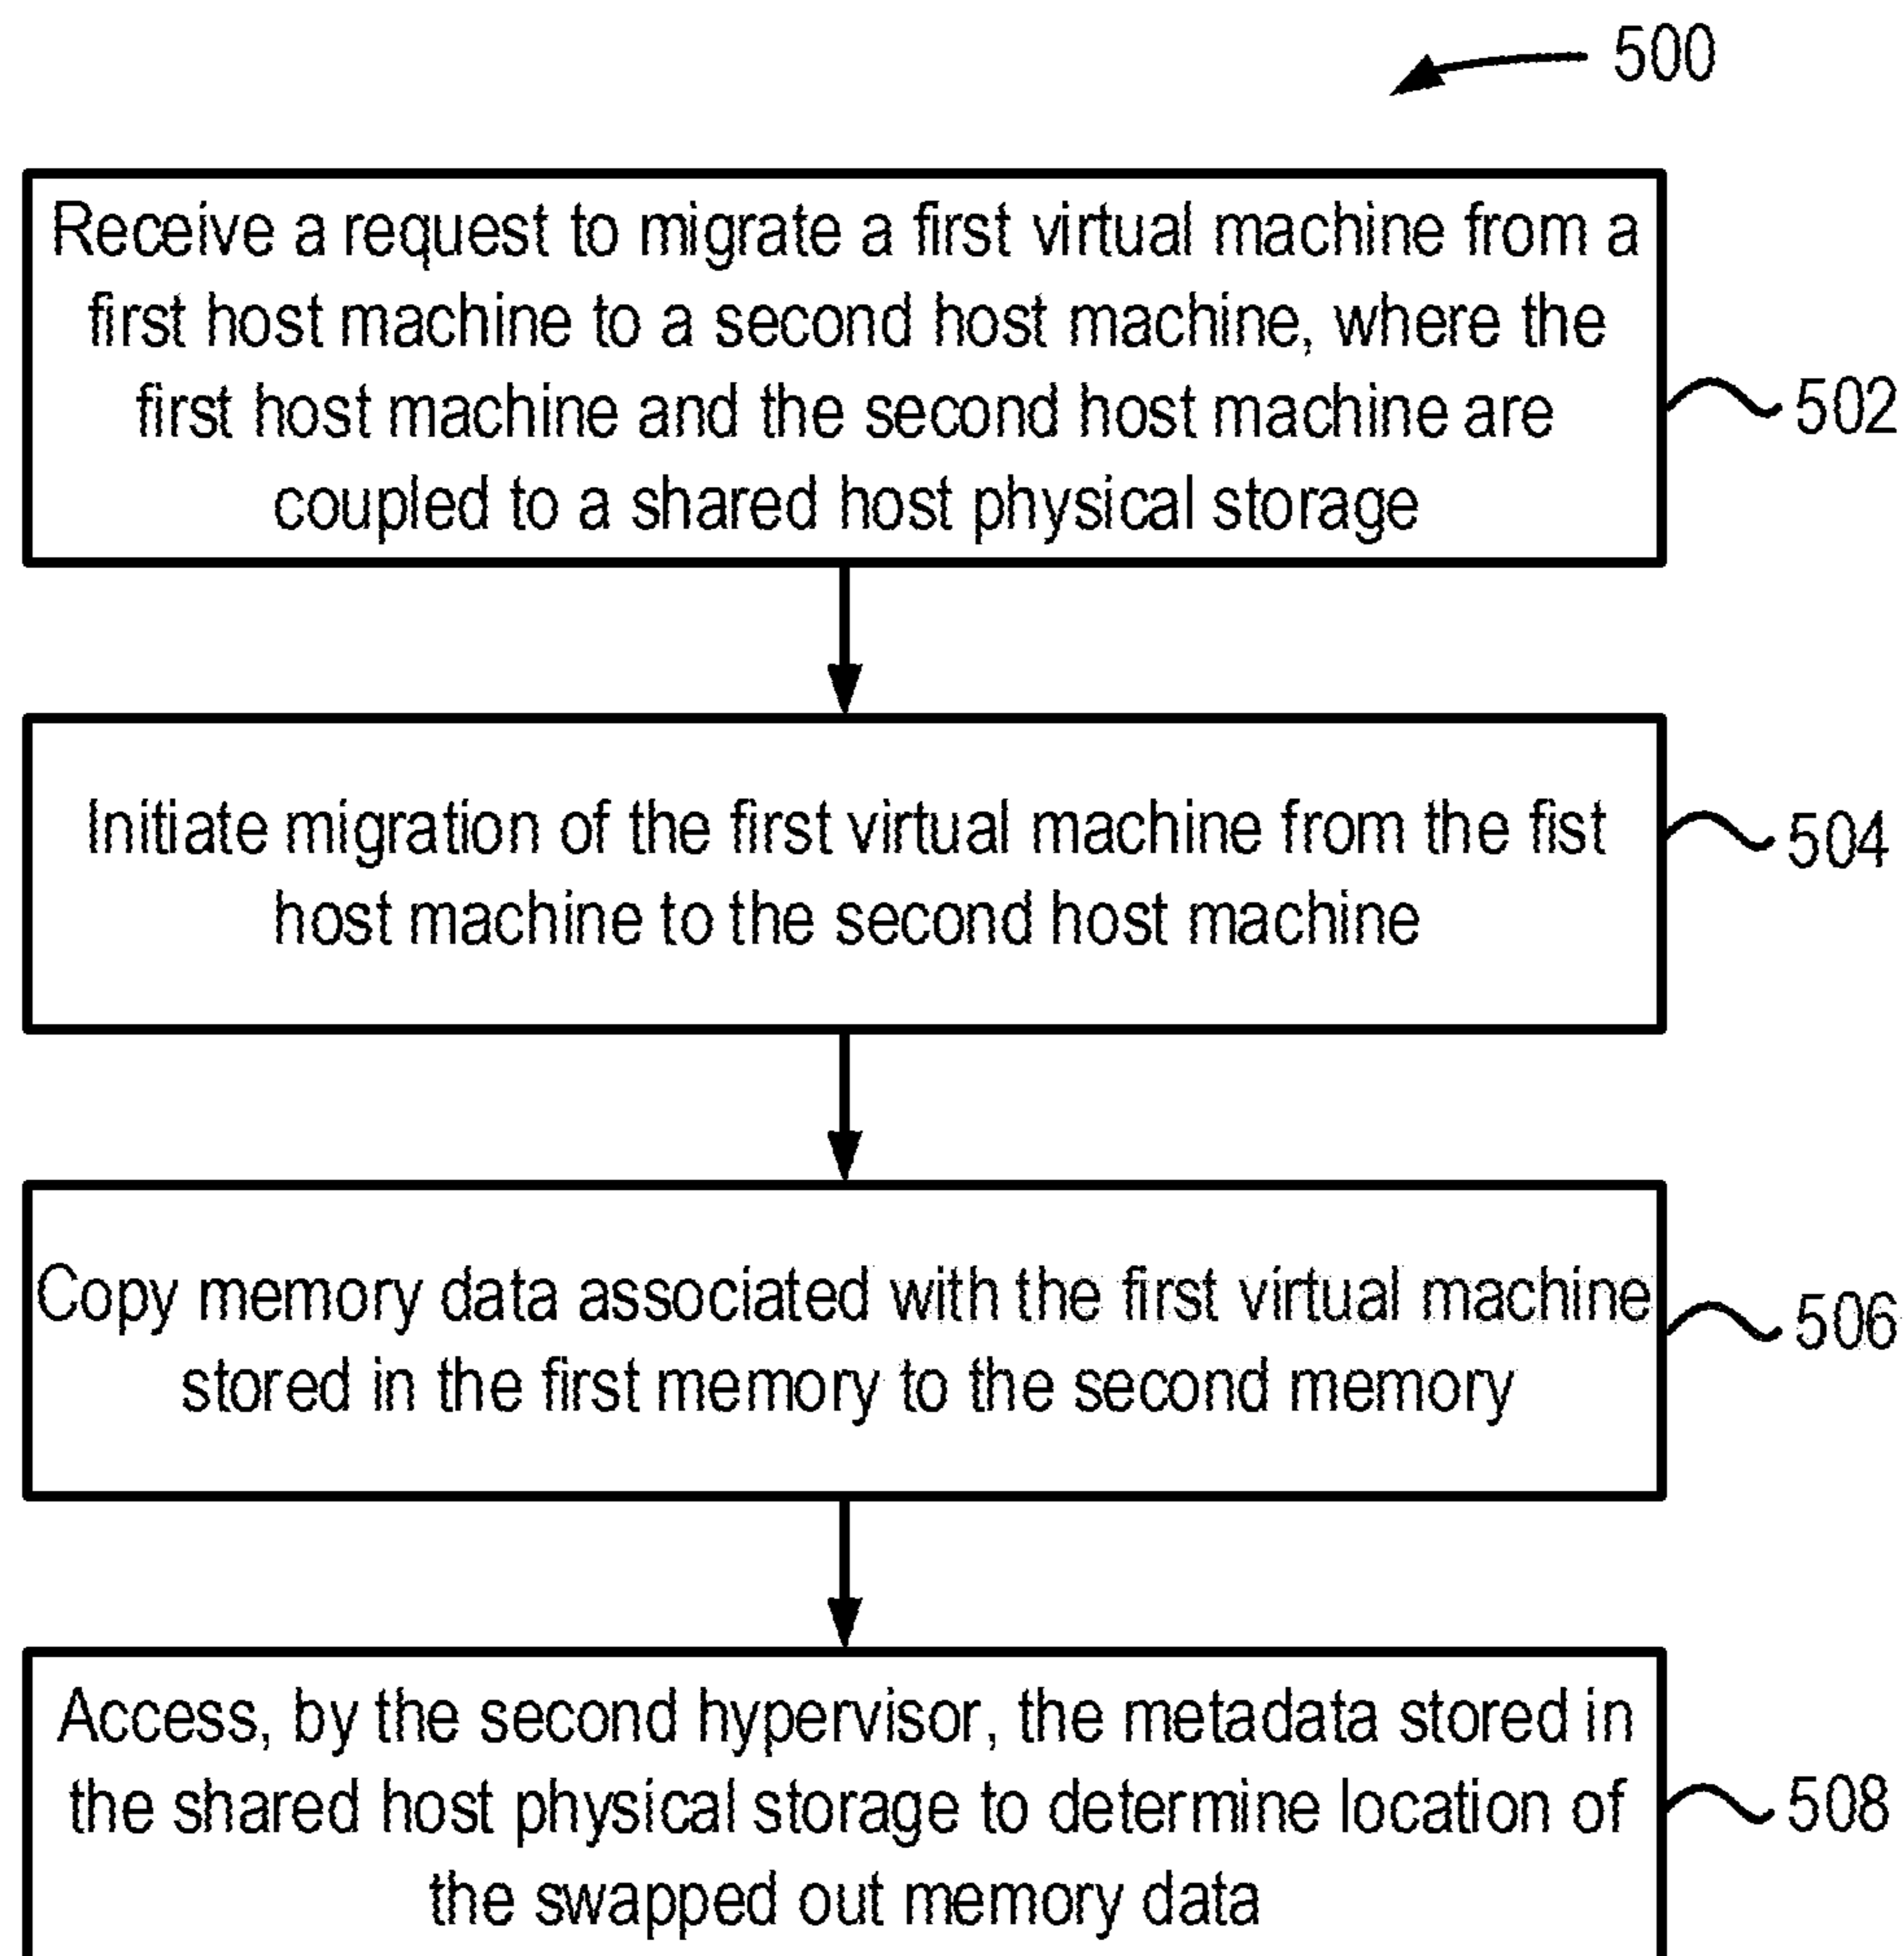 500
Receive a request to migrate a first virtual machine from a
first host machine to a second host machine, where the
first host machine and the second host machine are
coupled to a shared host physical storage
502
Initiate migration of the first virtual machine from the fist
host machine to the second host machine
504
Copy memory data associated with the first virtual machine
stored in the first memory to the second memory
506
Access, by the second hypervisor, the metadata stored in
the shared host physical storage to determine location of
the swapped out memory data
508